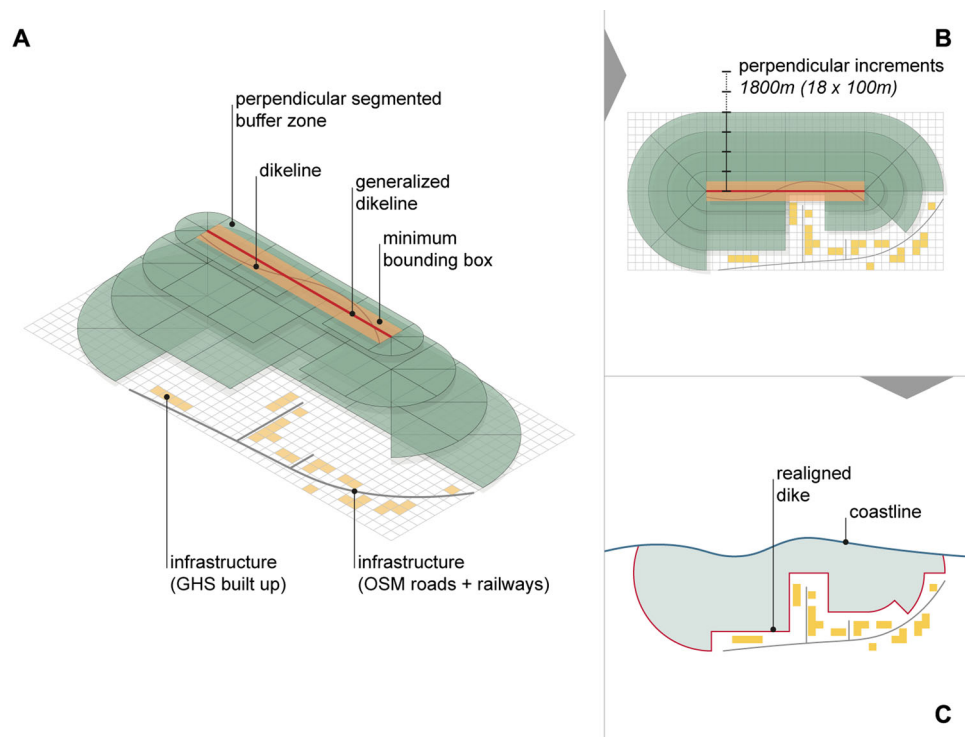 A
perpendicular segmented
buffer zone
dikeline
generalized
dikeline
minimum
bounding box
infrastructure
(GHS built up)
infrastructure
(OSM roads + railways)
B
perpendicular increments
1800m (18 x 100m)
realigned
dike
coastline
C